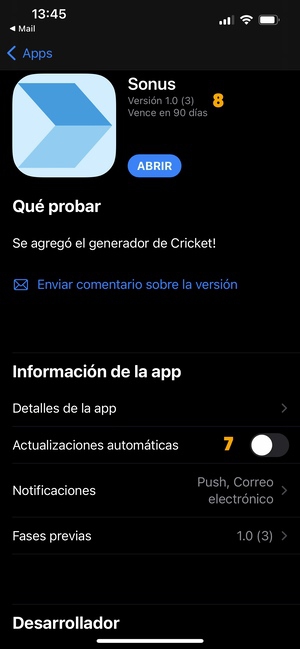 13:45
◀ Mail
Apps
Sonus
Versión 1.0 (3)
8
Vence en 90 días
ABRIR
Qué probar
Se agregó el generador de Cricket!
Enviar comentario sobre la versión
Información de la app
Detalles de la app
Actualizaciones automáticas
7
Notificaciones
Push, Correo
electrónico
Fases previas
1.0 (3)
Desarrollador